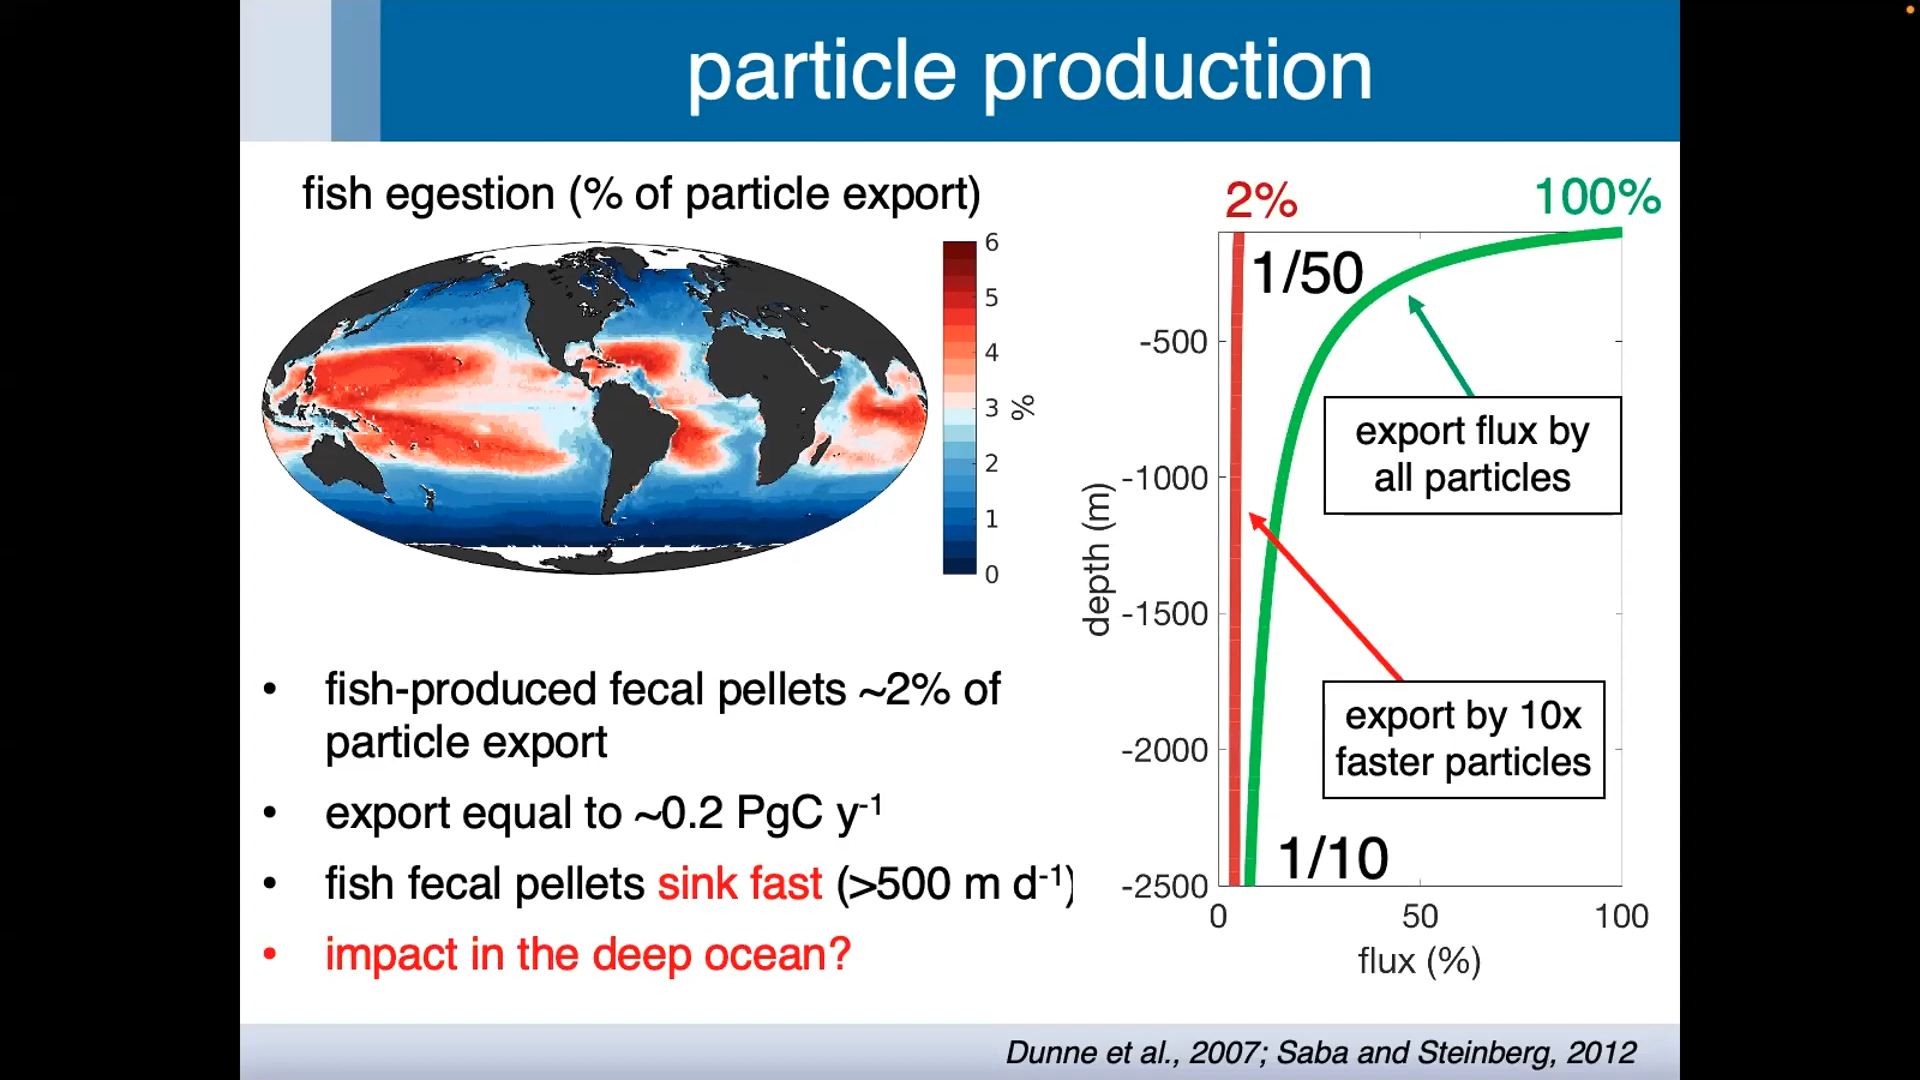 particle production
fish egestion (% of particle export)
6
5
4
3
2
1
0
%
• fish-produced fecal pellets ~2% of
particle export
• export equal to ~0.2 PgC y-1
• fish fecal pellets sink fast (>500 m d-1)
• impact in the deep ocean?
2%
100%
1/50
-500
-1000
-1500
-2000
-2500
depth (m)
export flux by
all particles
export by 10x
faster particles
1/10
0
50
100
flux (%)
Dunne et al., 2007; Saba and Steinberg, 2012